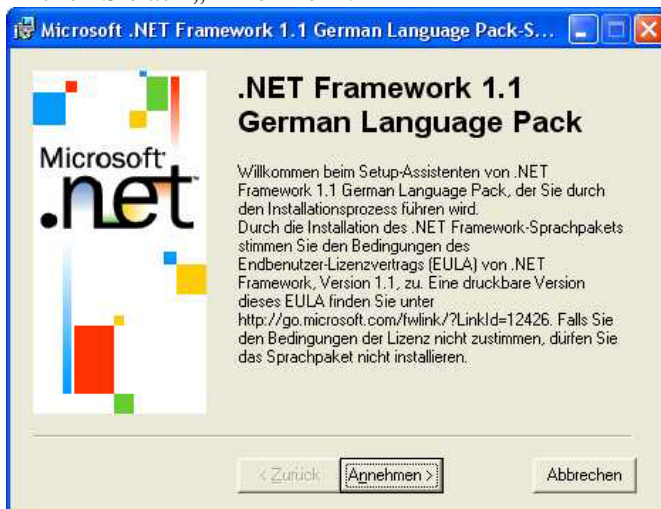 Microsoft .NET Framework 1.1 German Language Pack-S...
.NET Framework 1.1
German Language Pack
Microsoft
.net
Willkommen beim Setup-Assistenten von .NET
Framework 1.1 German Language Pack, der Sie durch
den Installationsprozess führen wird.
Durch die Installation des .NET Framework-Sprachpakets
stimmen Sie den Bedingungen des
Endbenutzer-Lizenzvertrags (EULA) von .NET
Framework, Version 1.1, zu. Eine druckbare Version
dieses EULA finden Sie unter
http://go.microsoft.com/fwlink/?LinkId=12426. Falls Sie
den Bedingungen der Lizenz nicht zustimmen, dürfen Sie
das Sprachpaket nicht installieren.
< Zurück
Annehmen >
Abbrechen